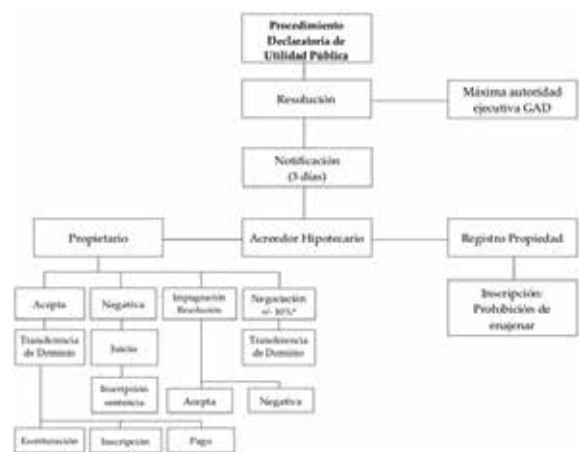 Procedimiento
Declaratoria de
Utilidad Pública
Resolución
Máxima autoridad
ejecutiva GAD
Notificación
(3 días)
Propietario
Acreedor Hipotecario
Registro Propiedad
Inscripción:
Prohibición de
enajenar
Acepta
Negativa
Impugnación
Resolución
Negociación
+/- 10%*
Transferencia
de Dominio
Juicio
Transferencia
de Dominio
Inscripción
sentencia
Acepta
Negativa
Escrituración
Inscripción
Pago